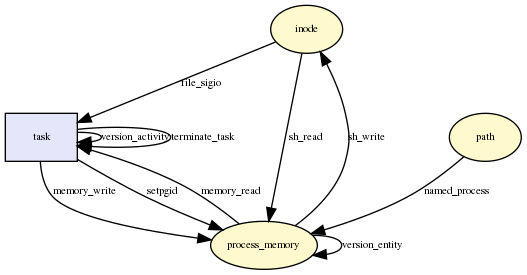 inode
file_sigio
task
version_activity
terminate_task
sh_read
sh_write
path
memory_write
setpgid
memory_read
named_process
process_memory
version_entity